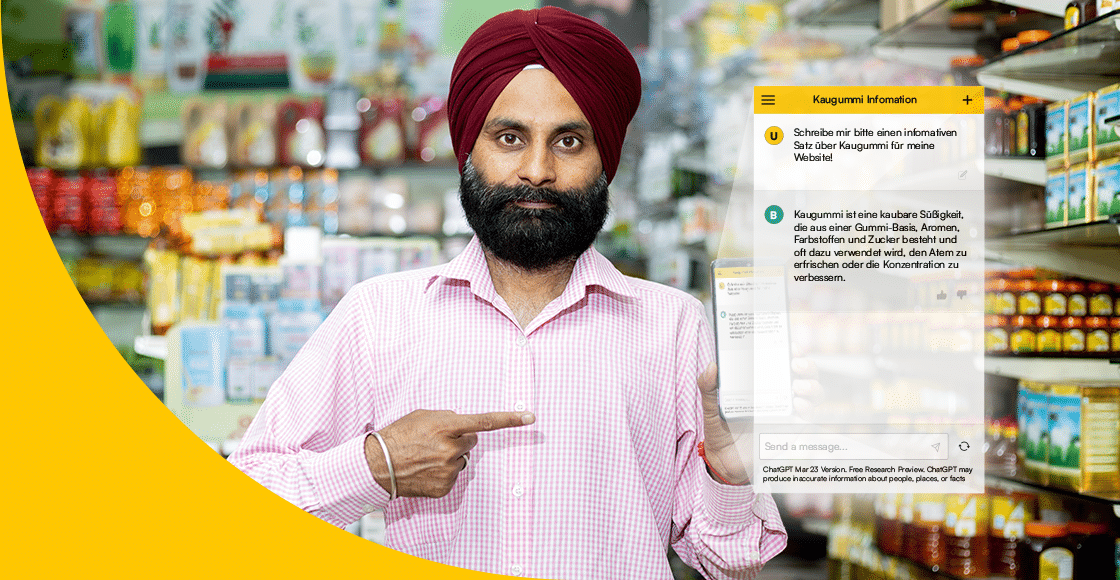 Kaugummi Infomation
U
Schreibe mir bitte einen infomativen
Satz über Kaugummi für meine
Website!
B
Kaugummi ist eine kaubare Süßigkeit,
die aus einer Gummi-Basis, Aromen,
Farbstoffen und Zucker besteht und
oft dazu verwendet wird, den Atem zu
erfrischen oder die Konzentration zu
verbessern.
Send a message...
ChatGPT Mar 23 Version. Free Research Preview. ChatGPT may
produce inaccurate information about people, places, or facts